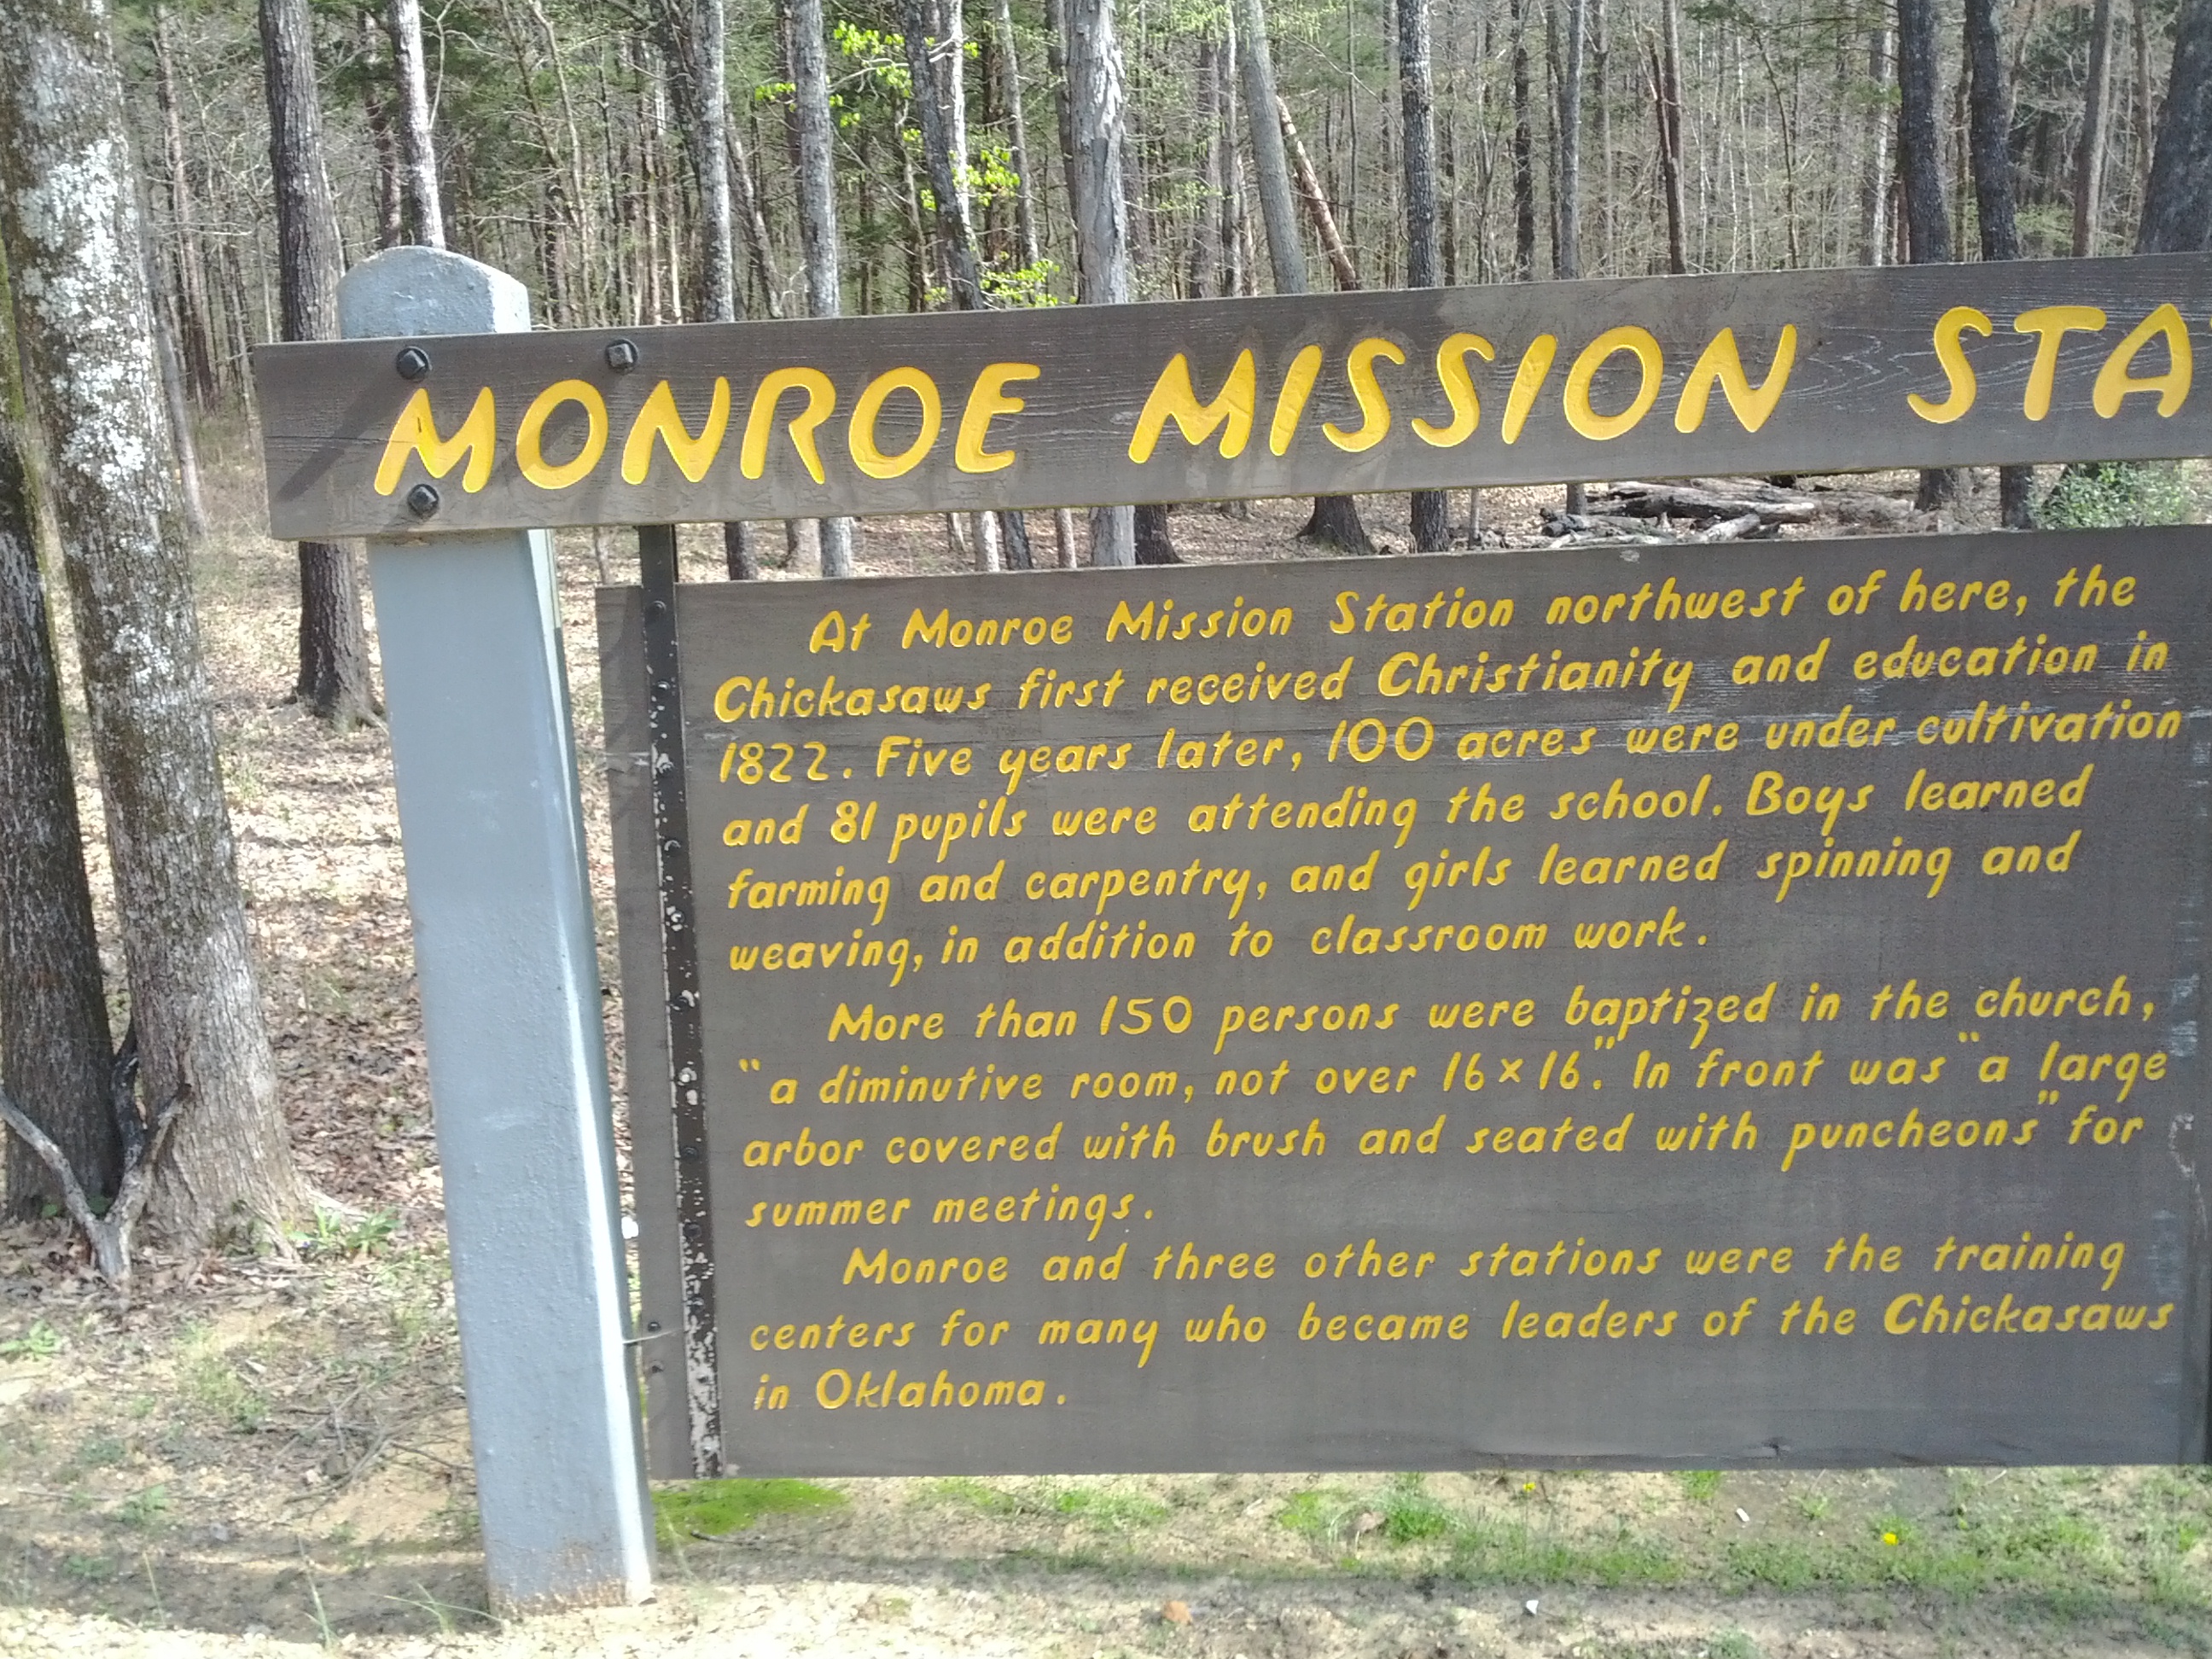 MONROE MISSION STA
At Monroe Mission Station northwest of here, the
Chickasaws first received Christianity and education in
1822. Five years later, 100 acres were under cultivation
and 81 pupils were attending the school. Boys learned
farming and carpentry, and girls learned spinning and
weaving, in addition to classroom work.
More than 150 persons were baptized in the church,
"a diminutive room, not over 16×16". In front was "a large
arbor covered with brush and seated with puncheons" for
summer meetings.
Monroe and three other stations were the training
centers for many who became leaders of the Chickasaws
in Oklahoma.